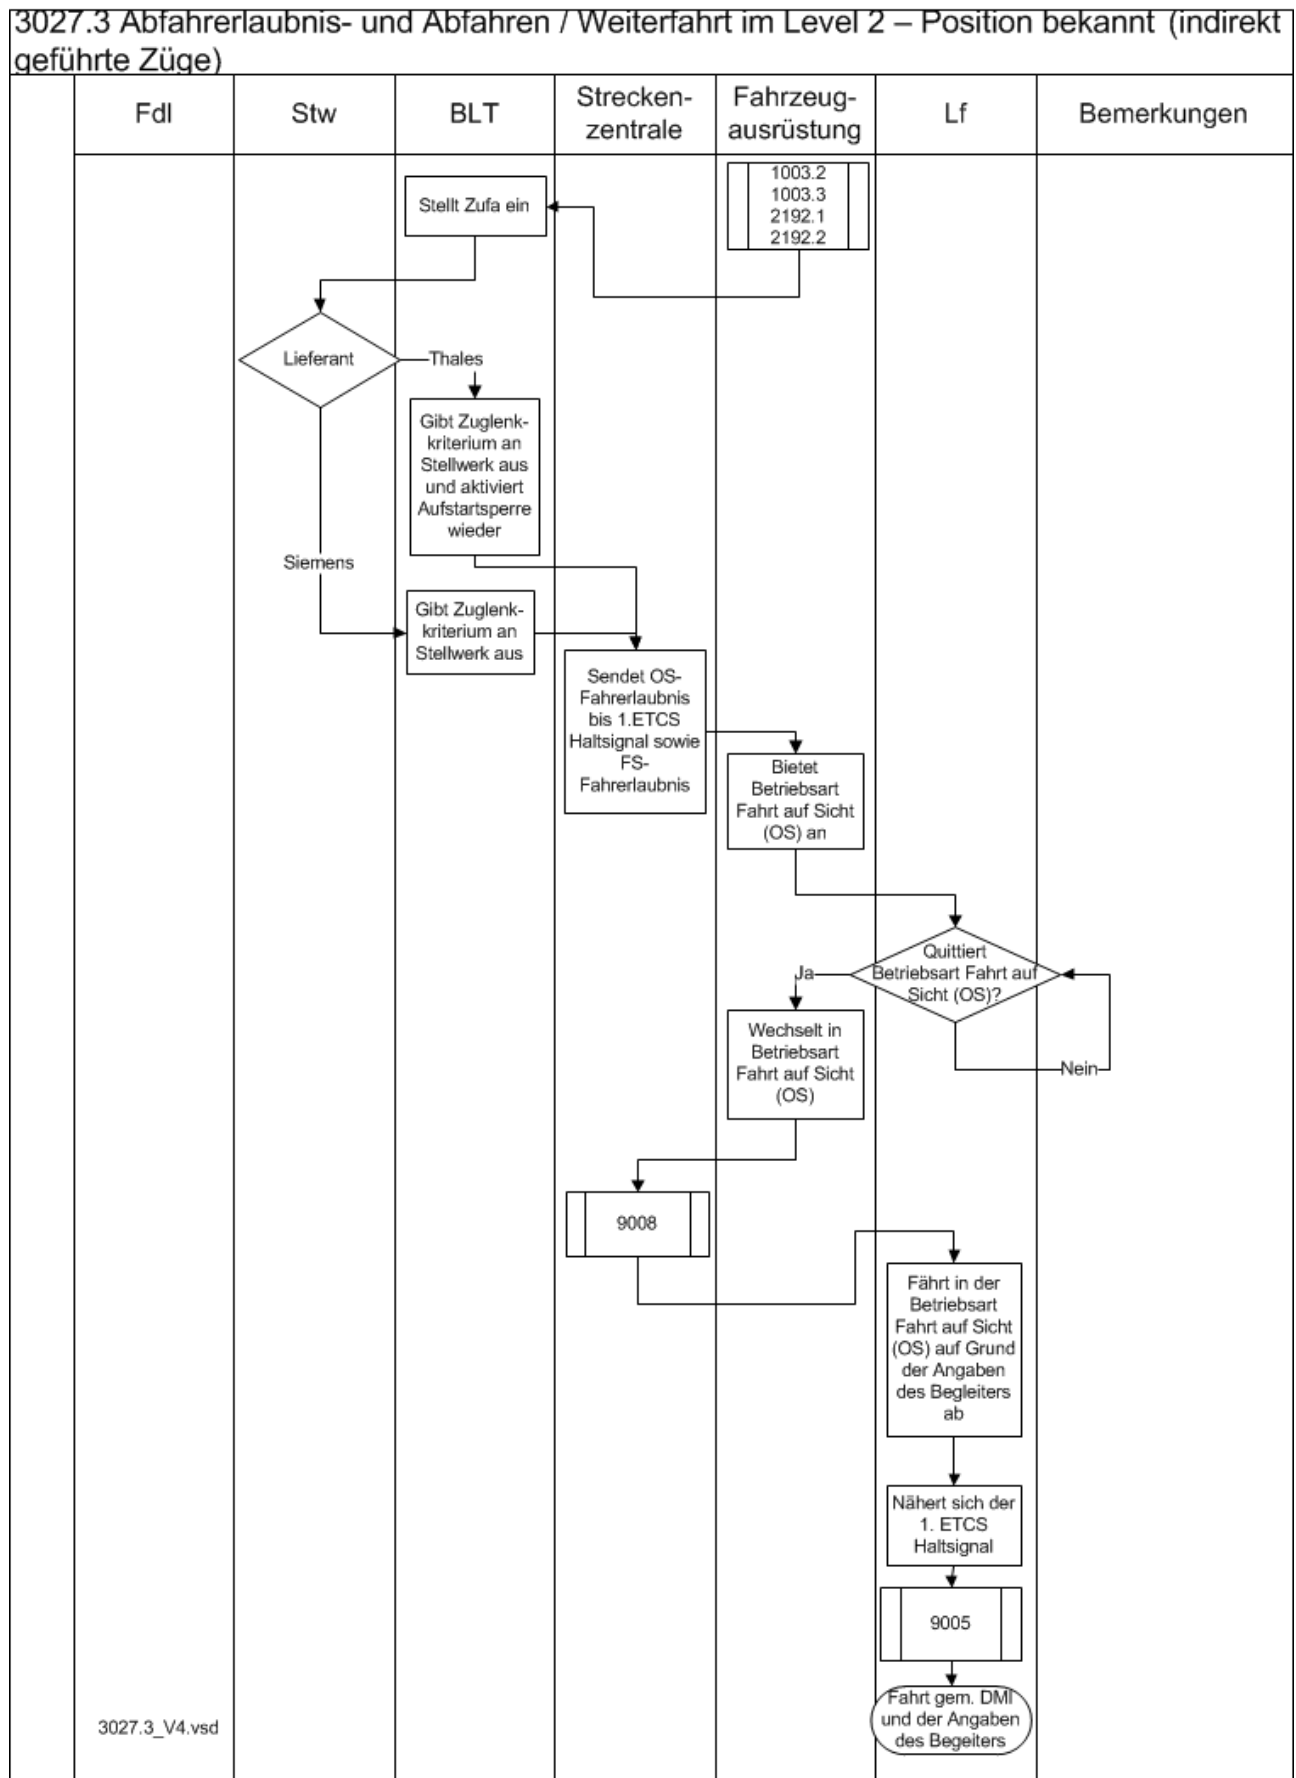 3027.3 Abfahrerlaubnis- und Abfahren / Weiterfahrt im Level 2 – Position bekannt (indirekt
geführte Züge)
Fdl
Stw
BLT
Strecken-
zentrale
Fahrzeug-
ausrüstung
Lf
Bemerkungen
1003.2
1003.3
2192.1
2192.2
Stellt Zufa ein
Lieferant
Thales
Gibt Zuglenk-
kriterium an
Stellwerk aus
und aktiviert
Aufstartsperre
wieder
Siemens
Gibt Zuglenk-
kriterium an
Stellwerk aus
Sendet OS-
Fahrerlaubnis
bis 1.ETCS
Haltsignal sowie
FS-
Fahrerlaubnis
Bietet
Betriebsart
Fahrt auf Sicht
(OS) an
Quittiert
Betriebsart Fahrt auf
Sicht (OS)?
Ja
Nein
Wechselt in
Betriebsart
Fahrt auf Sicht
(OS)
9008
Fährt in der
Betriebsart
Fahrt auf Sicht
(OS) auf Grund
der Angaben
des Begleiters
ab
Nähert sich der
1. ETCS
Haltsignal
9005
Fahrt gem. DMI
und der Angaben
des Begeiters
3027.3_V4.vsd